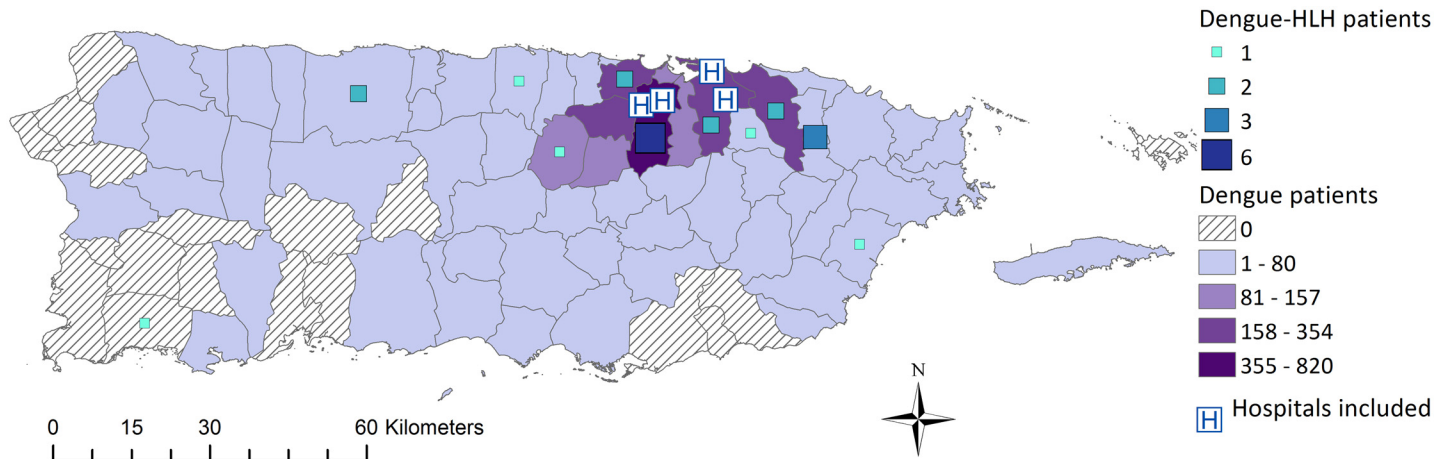 Dengue-HLH patients
1
2
3
6
Dengue patients
0
1 - 80
81 - 157
158 - 354
355 - 820
H Hospitals included
H
H H H
N
0 15 30 60 Kilometers